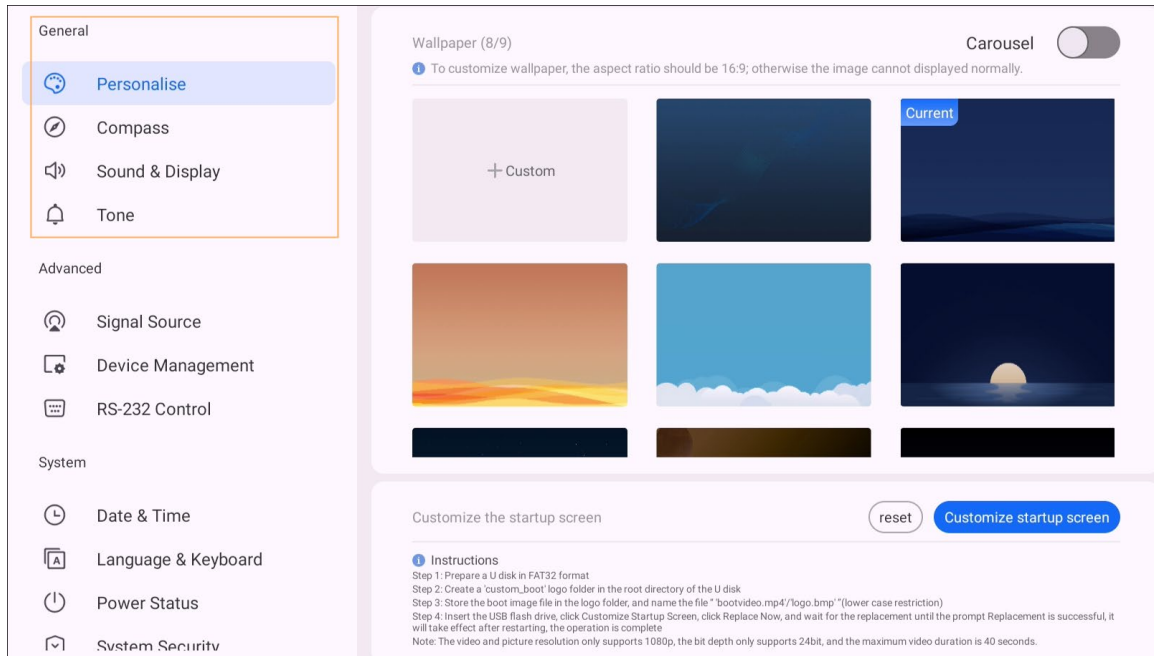 General
Personalise
Compass
Sound & Display
Tone
Advanced
Signal Source
Device Management
RS-232 Control
System
Date & Time
Language & Keyboard
Power Status
System Security
Wallpaper (8/9)
Carousel
To customize wallpaper, the aspect ratio should be 16:9; otherwise the image cannot displayed normally.
+ Custom
Current
Customize the startup screen
reset
Customize startup screen
Instructions
Step 1: Prepare a U disk in FAT32 format
Step 2: Create a 'custom_boot' logo folder in the root directory of the U disk
Step 3: Store the boot image file in the logo folder, and name the file " 'bootvideo.mp4'/'logo.bmp' "(lower case restriction)
Step 4: Insert the USB flash drive, click Customize Startup Screen, click Replace Now, and wait for the replacement until the prompt Replacement is successful, it
will take effect after restarting, the operation is complete
Note: The video and picture resolution only supports 1080p, the bit depth only supports 24bit, and the maximum video duration is 40 seconds.